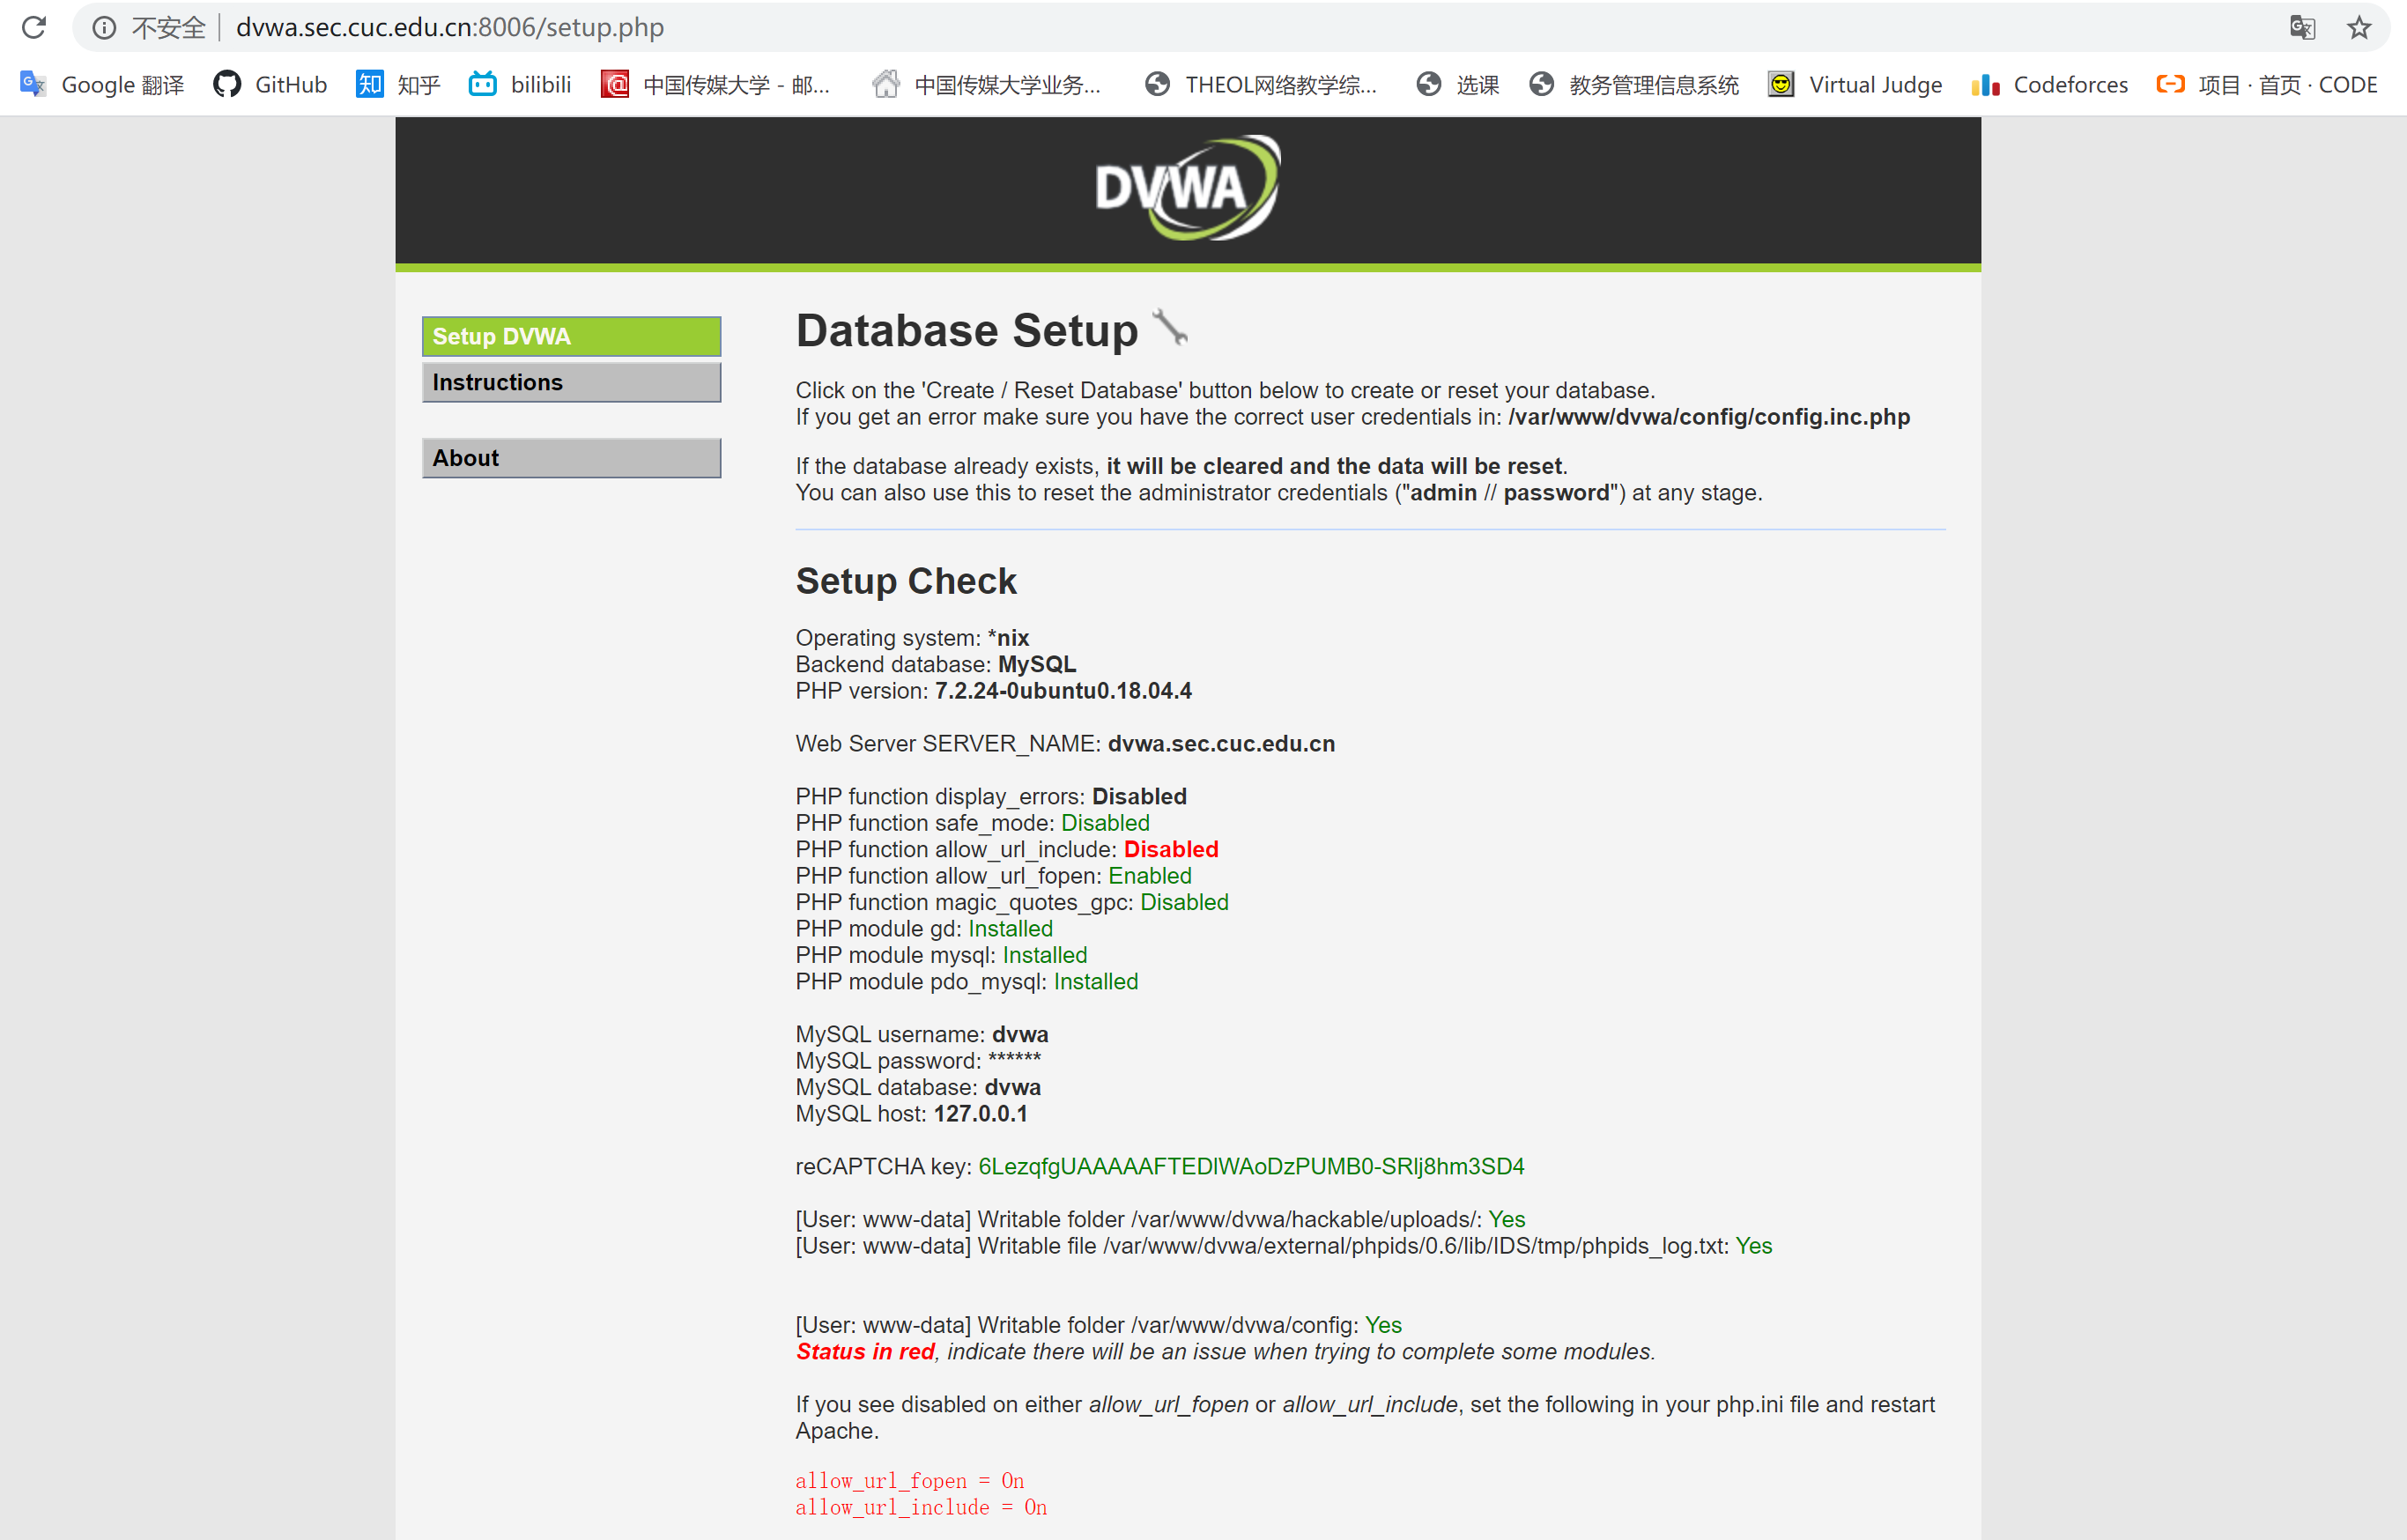 不安全 dvwa.sec.cuc.edu.cn:8006/setup.php
Google 翻译 GitHub 知乎 bilibili 中国传媒大学 - 邮... 中国传媒大学业务... THEOL网络教学综... 选课 教务管理信息系统 Virtual Judge Codeforces 项目 · 首页 · CODE
DVWA
Setup DVWA
Instructions
About
Database Setup
Click on the 'Create / Reset Database' button below to create or reset your database.
If you get an error make sure you have the correct user credentials in: /var/www/dvwa/config/config.inc.php
If the database already exists, it will be cleared and the data will be reset.
You can also use this to reset the administrator credentials ("admin // password") at any stage.
Setup Check
Operating system: *nix
Backend database: MySQL
PHP version: 7.2.24-0ubuntu0.18.04.4
Web Server SERVER_NAME: dvwa.sec.cuc.edu.cn
PHP function display_errors: Disabled
PHP function safe_mode: Disabled
PHP function allow_url_include: Disabled
PHP function allow_url_fopen: Enabled
PHP function magic_quotes_gpc: Disabled
PHP module gd: Installed
PHP module mysql: Installed
PHP module pdo_mysql: Installed
MySQL username: dvwa
MySQL password: ******
MySQL database: dvwa
MySQL host: 127.0.0.1
reCAPTCHA key: 6LezqfgUAAAAAFTEDlWAoDzPUMB0-SRlj8hm3SD4
[User: www-data] Writable folder /var/www/dvwa/hackable/uploads/: Yes
[User: www-data] Writable file /var/www/dvwa/external/phpids/0.6/lib/IDS/tmp/phpids_log.txt: Yes
[User: www-data] Writable folder /var/www/dvwa/config: Yes
Status in red, indicate there will be an issue when trying to complete some modules.
If you see disabled on either allow_url_fopen or allow_url_include, set the following in your php.ini file and restart
Apache.
allow_url_fopen = On
allow_url_include = On